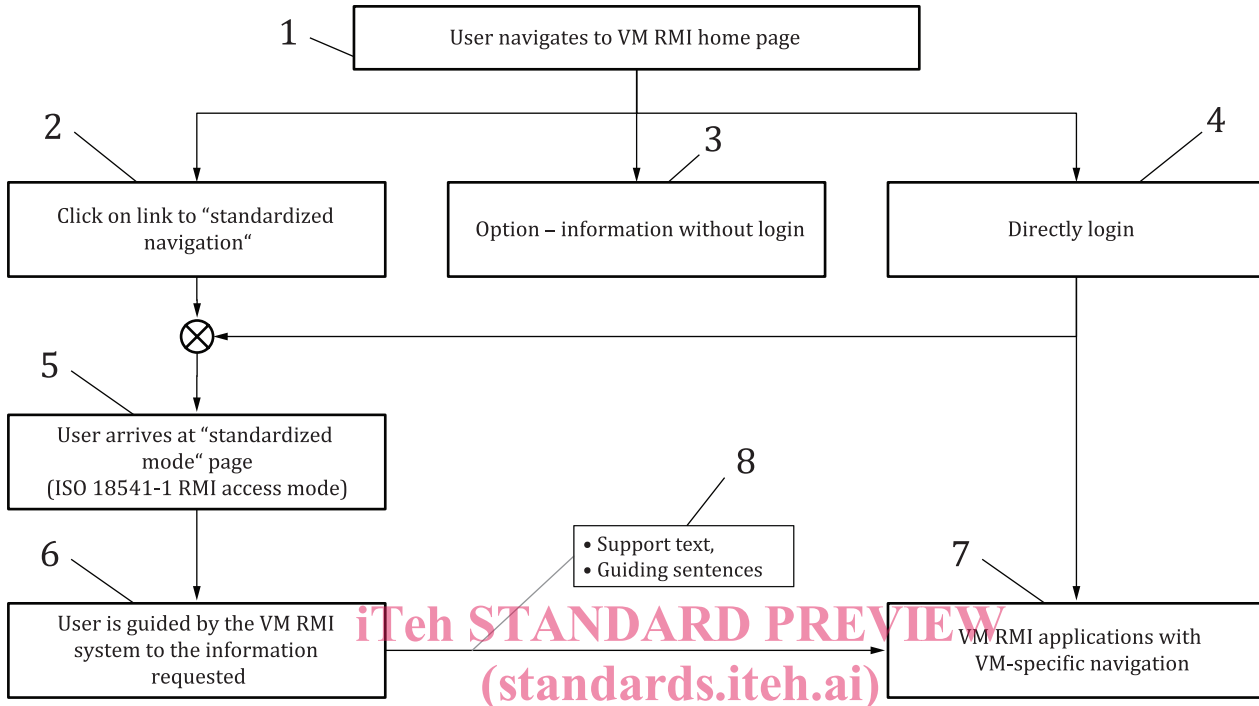 1
User navigates to VM RMI home page
2
3
4
Click on link to “standardized
navigation“
Option – information without login
Directly login
5
User arrives at “standardized
mode“ page
(ISO 18541-1 RMI access mode)
8
• Support text,
• Guiding sentences
6
7
User is guided by the VM RMI
system to the information
requested
VM RMI applications with
VM-specific navigation
iTeh STANDARD PREVIEW
(standards.iteh.ai)